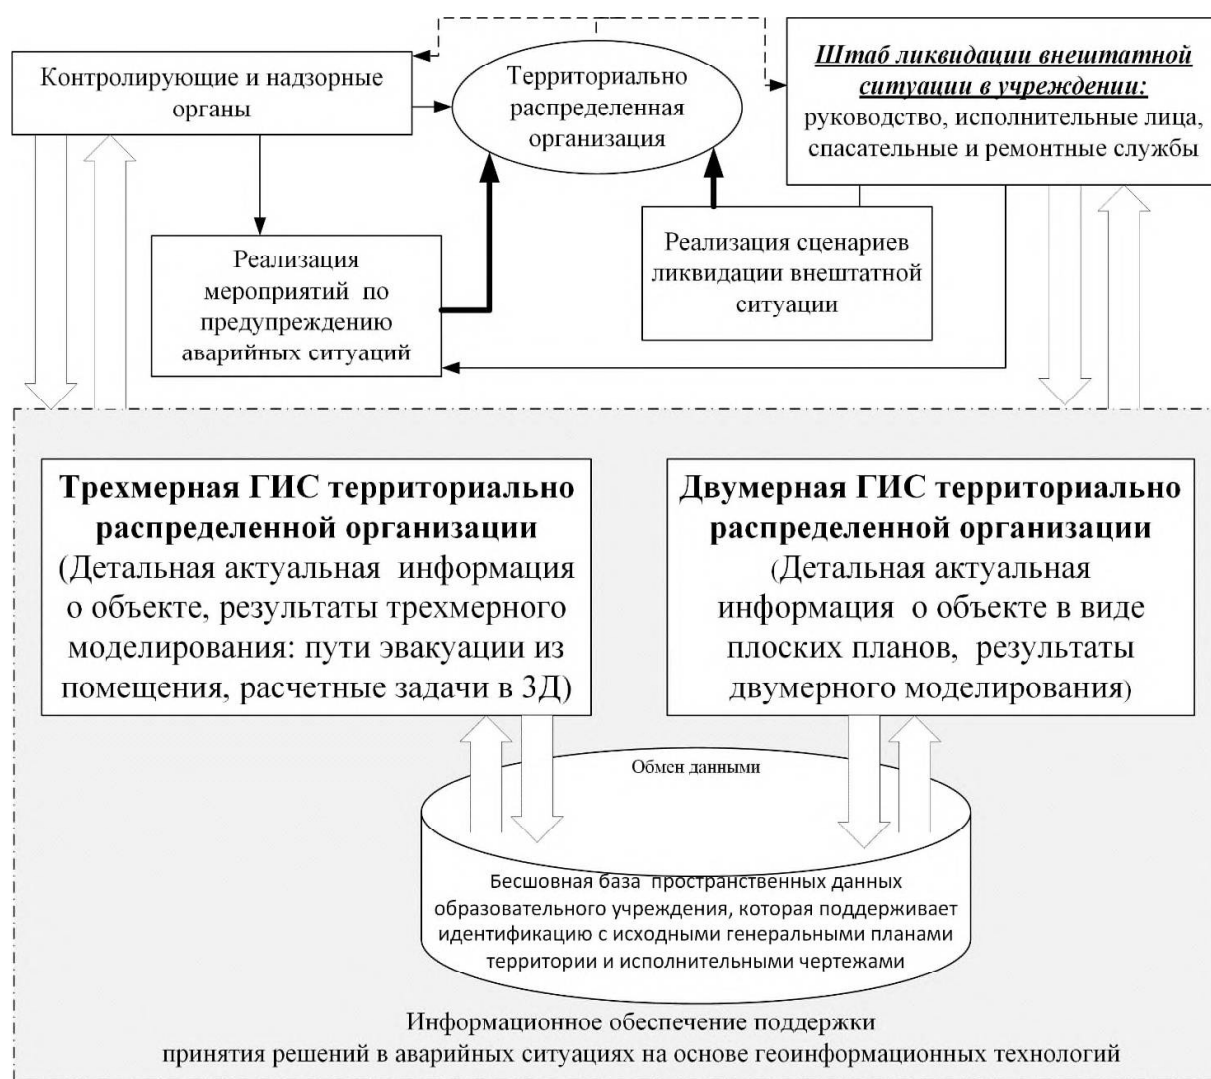 Контролирующие и надзорные
органы
Территориально
распределенная
организация
Штаб ликвидации внештатной
ситуации в учреждении:
руководство, исполнительные лица,
спасательные и ремонтные службы
Реализация
мероприятий по
предупреждению
аварийных ситуаций
Реализация сценариев
ликвидации внештатной
ситуации
Трехмерная ГИС территориально
распределенной организации
(Детальная актуальная информация
о объекте, результаты трехмерного
моделирования: пути эвакуации из
помещения, расчетные задачи в 3Д)
Двумерная ГИС территориально
распределенной организации
(Детальная актуальная
информация о объекте в виде
плоских планов, результаты
двумерного моделирования)
Обмен данными
Бесшовная база пространственных данных
образовательного учреждения, которая поддерживает
идентификацию с исходными генеральными планами
территории и исполнительными чертежами
Информационное обеспечение поддержки
принятия решений в аварийных ситуациях на основе геоинформационных технологий